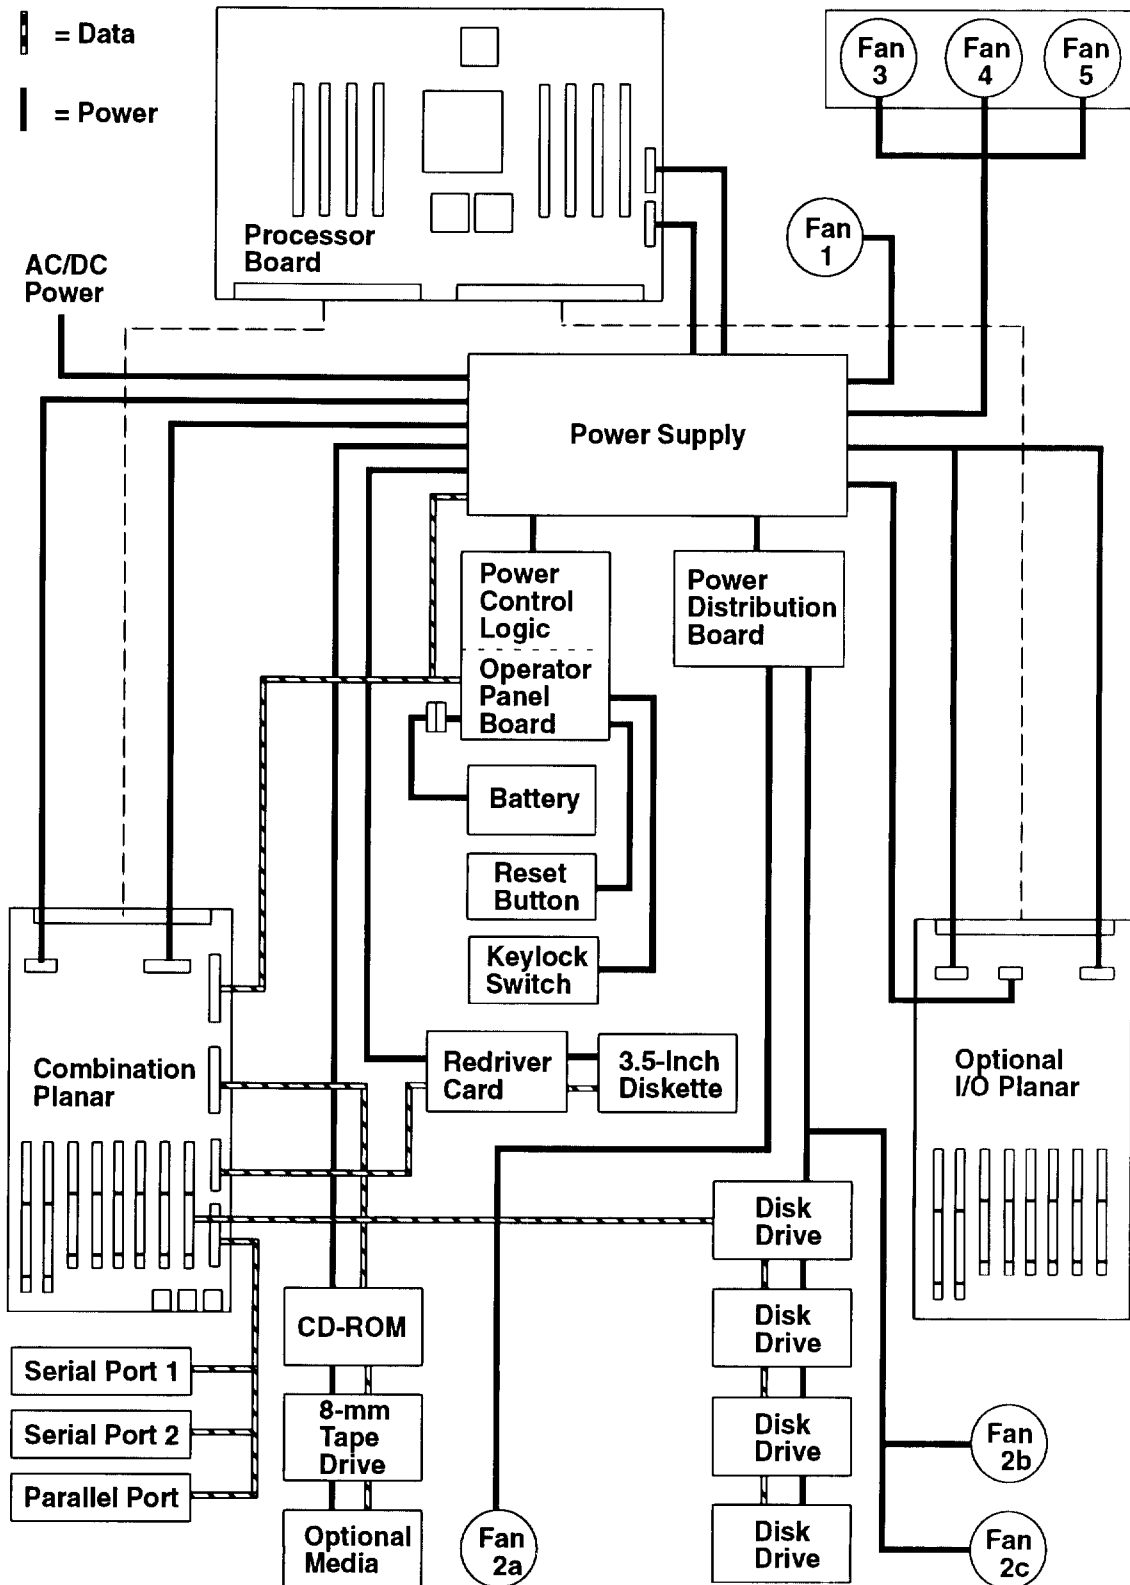 = Data
= Power
Fan
3
Fan
4
Fan
5
Processor
Board
Fan
1
AC/DC
Power
Power Supply
Power
Control
Logic
Operator
Panel
Board
Power
Distribution
Board
Battery
Reset
Button
Keylock
Switch
Combination
Planar
Redriver
Card
3.5-Inch
Diskette
Optional
I/O Planar
Disk
Drive
CD-ROM
Disk
Drive
Serial Port 1
8-mm
Tape
Drive
Disk
Drive
Serial Port 2
Fan
2b
Parallel Port
Optional
Media
Fan
2a
Disk
Drive
Fan
2c